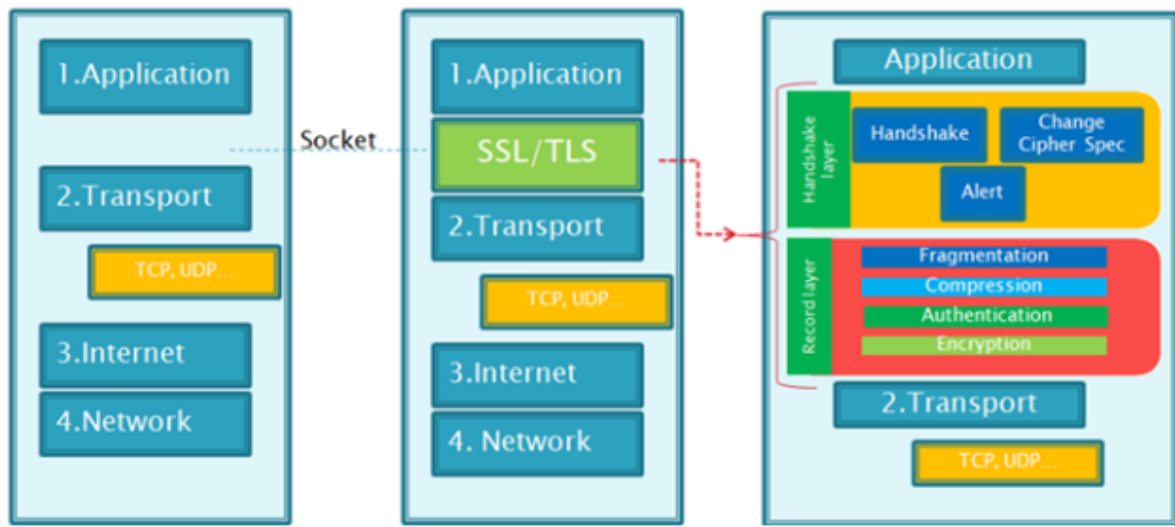 1.Application
2.Transport
TCP, UDP...
3.Internet
4.Network
Socket
1.Application
SSL/TLS
2.Transport
TCP, UDP...
3.Internet
4. Network
Application
Handshake
layer
Handshake
Change
Cipher Spec
Alert
Record layer
Fragmentation
Compression
Authentication
Encryption
2.Transport
TCP, UDP...